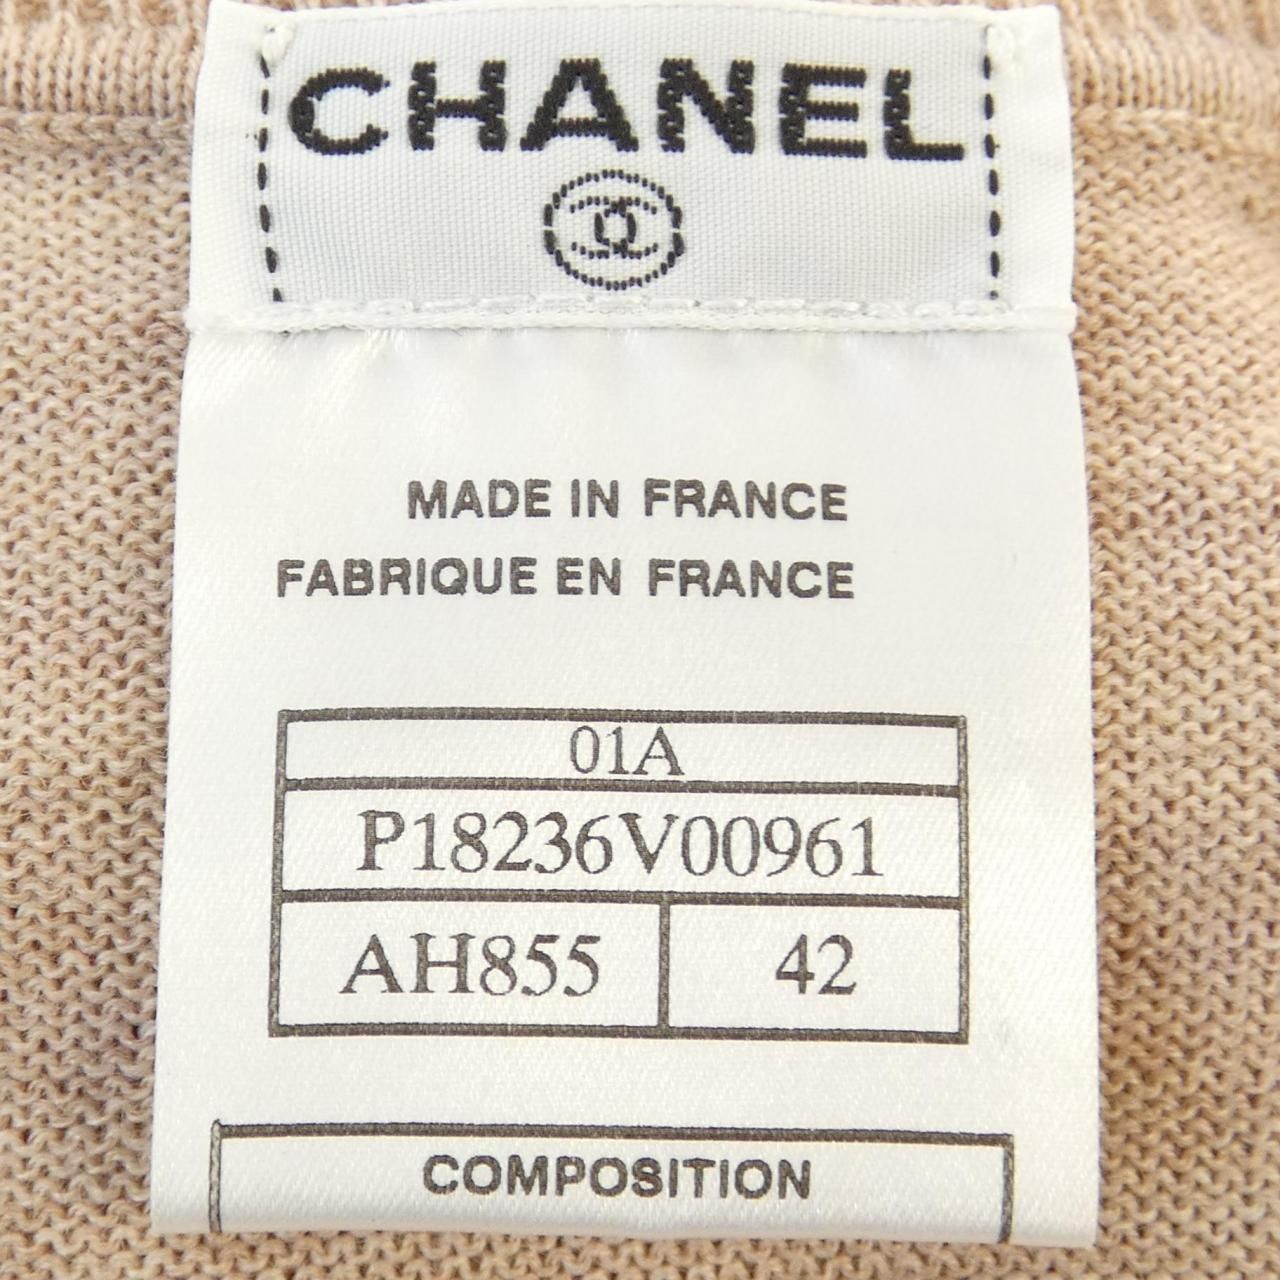 CHANEL
MADE IN FRANCE
FABRIQUE EN FRANCE
01A
P18236V00961
AH855 42
COMPOSITION